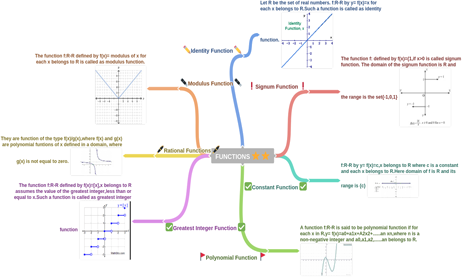 Let R be the set of real numbers. f:R-R by y= f(x)=x for
each x belongs to R.Such a function is called as identity
function.
Identity Function
The function f:R-R defined by f(x)= modulus of x for
each x belongs to R is called as modulum function.
Modulus Function
Signum Function
The function f: defined by f(x)=[1,if x>0 is called signum
function. The domain of the signum function is R and
the range is the set{-1,0,1}
They are function of the type f(x)/g(x),where f(x) and g(x)
are polynomial funtions of x defined in a domain, where
g(x) is not equal to zero.
Rational Functions
FUNCTIONS
f:R-R by y=f(x)=c,x belongs to R where c is a constant
and each x belongs to R.Here domain of f is R and its
range is {c}
Constant Function
The function f:R-R defined by f(x)=[x],x belongs to R
assumes the value of the greatest integer,less than or
equal to x.Such a function is called as greatest integer
function
Greatest Integer Function
A function f:R-R is said to be polynomial function if for
each x in R,y= f(x)=a0+a1x+A2x2+......an xn,where n is a
non-negative integer and a0,a1,a2,.....an belongs to R.
Polynomial Function